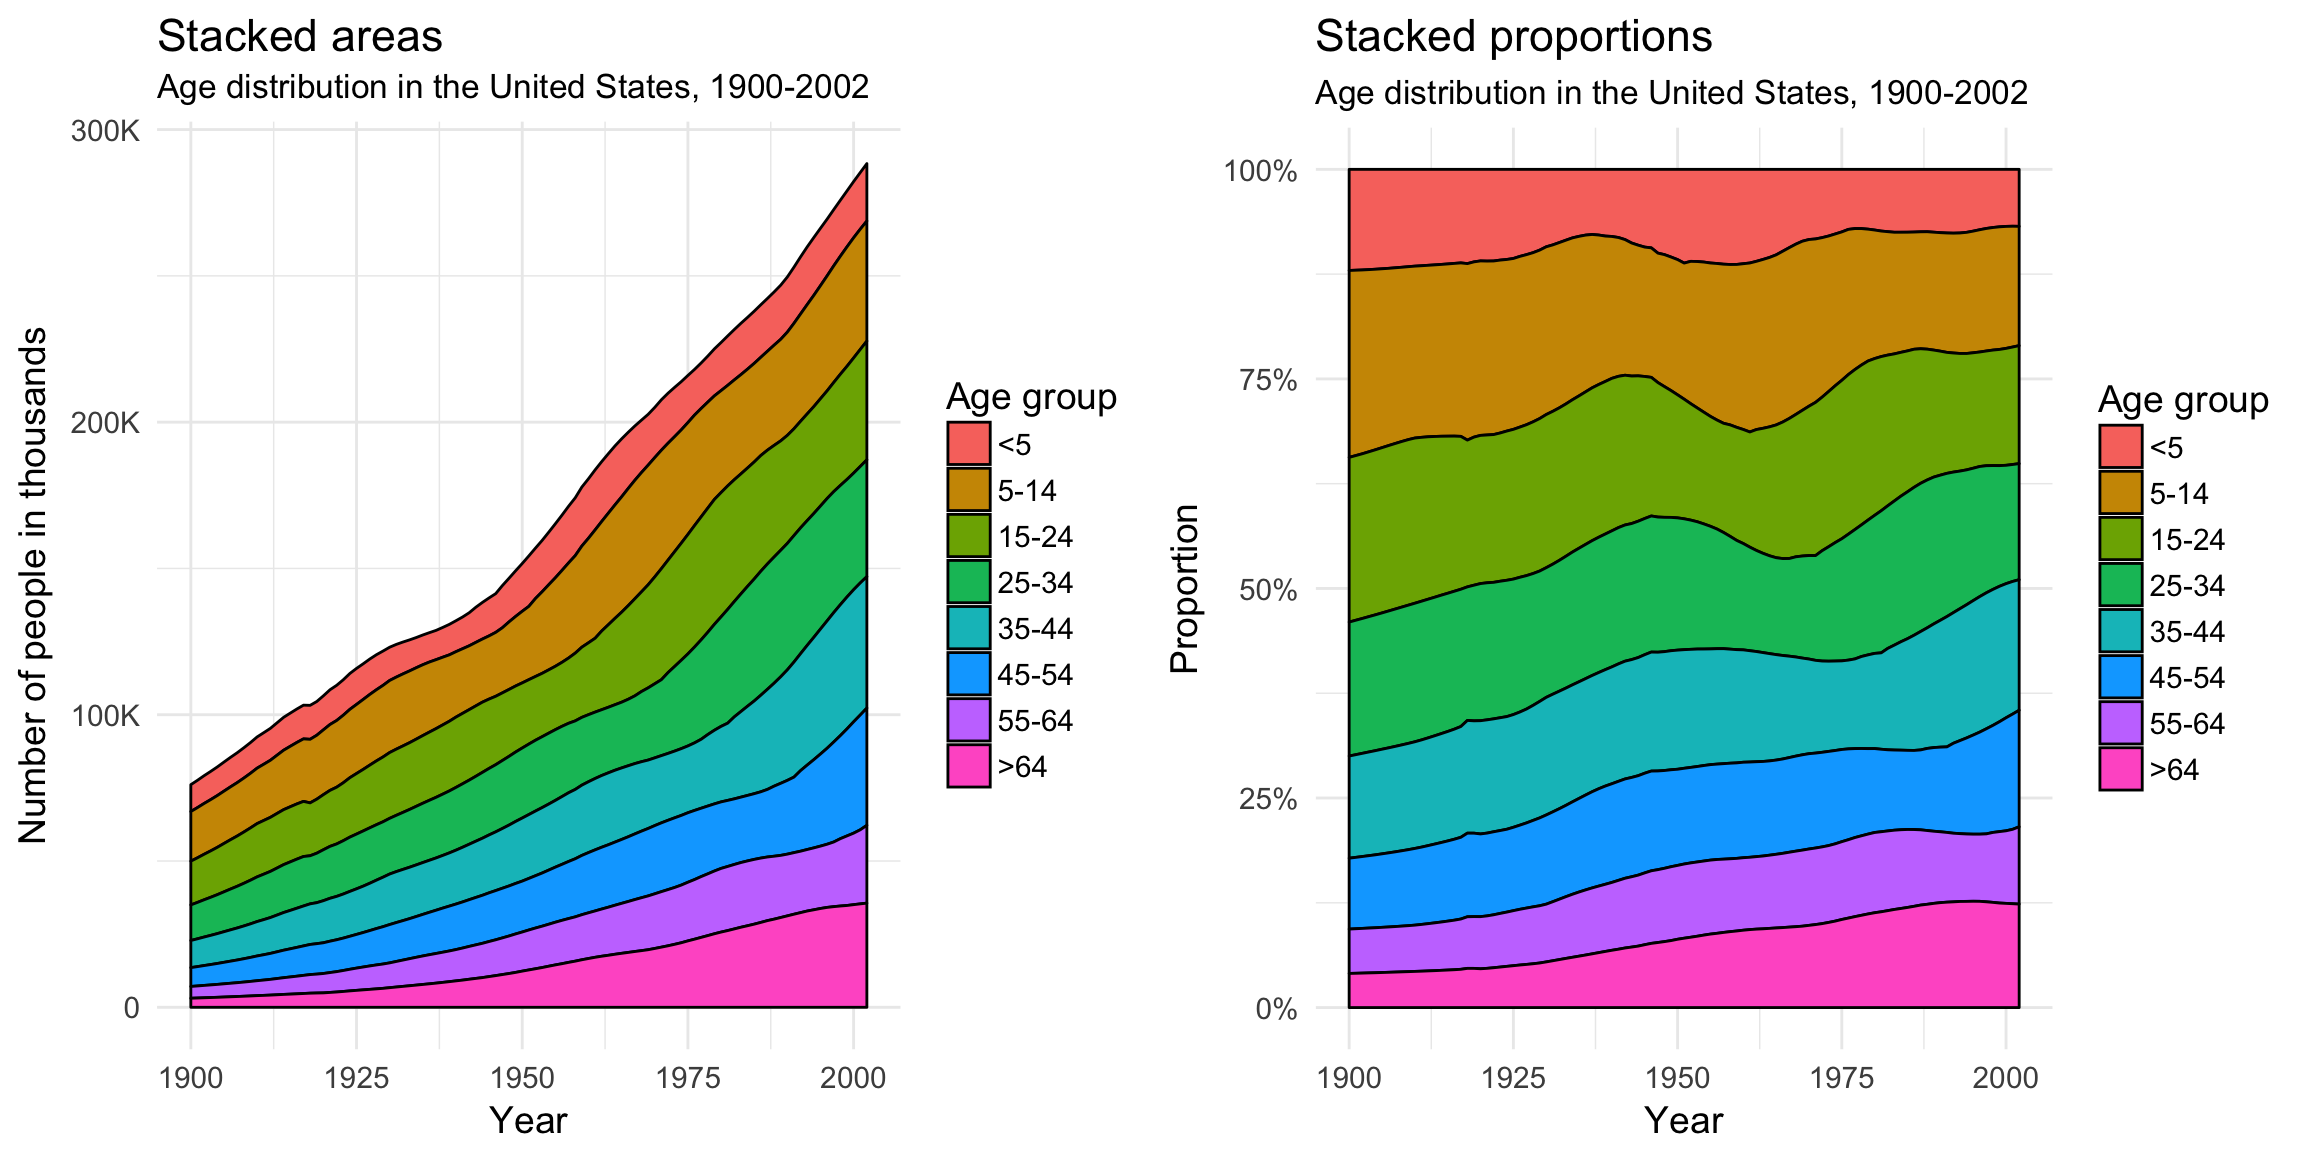 Stacked areas
Age distribution in the United States, 1900-2002
Number of people in thousands
300K
200K
100K
0
1900 1925 1950 1975 2000
Year
Age group
<5
5-14
15-24
25-34
35-44
45-54
55-64
>64
Stacked proportions
Age distribution in the United States, 1900-2002
Proportion
100%
75%
50%
25%
0%
1900 1925 1950 1975 2000
Year
Age group
<5
5-14
15-24
25-34
35-44
45-54
55-64
>64